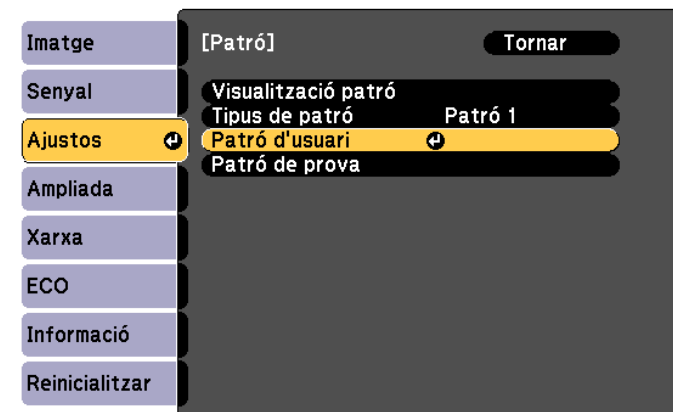 Imatge
Senyal
Ajustos
Ampliada
Xarxa
ECO
Informació
Reinicialitzar
[Patró] Tornar
Visualització patró
Tipus de patró Patró 1
Patró d'usuari
Patró de prova